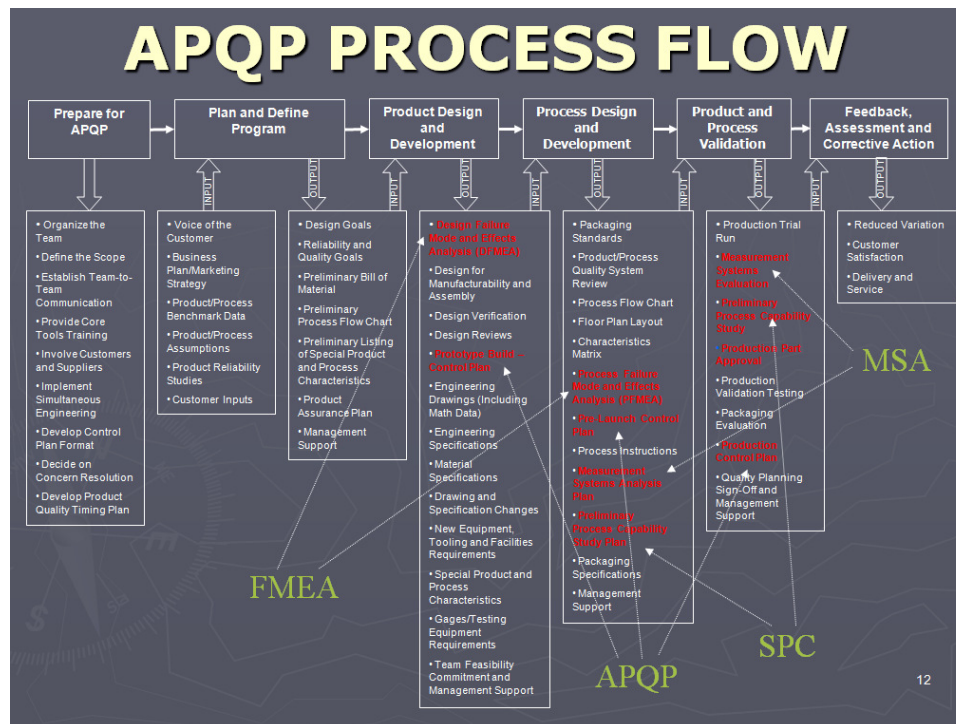 APQP PROCESS FLOW
Prepare for
APQP
Plan and Define
Program
Product Design
and
Development
Process Design
and
Development
Product and
Process
Validation
Feedback,
Assessment and
Corrective Action
INPUT
OUTPUT
INPUT
OUTPUT
INPUT
OUTPUT
INPUT
OUTPUT
INPUT
OUTPUT
• Organize the
Team
• Define the Scope
• Establish Team-to-
Team
Communication
• Provide Core
Tools Training
• Involve Customers
and Suppliers
• Implement
Simultaneous
Engineering
• Develop Control
Plan Format
• Decide on
Concern Resolution
• Develop Product
Quality Timing Plan
• Voice of the
Customer
• Business
Plan/Marketing
Strategy
• Product/Process
Benchmark Data
• Product/Process
Assumptions
• Product Reliability
Studies
• Customer Inputs
• Design Goals
• Reliability and
Quality Goals
• Preliminary Bill of
Material
• Preliminary
Process Flow Chart
• Preliminary Listing
of Special Product
and Process
Characteristics
• Product
Assurance Plan
• Management
Support
• Design Failure
Mode and Effects
Analysis (DFMEA)
• Design for
Manufacturability and
Assembly
• Design Verification
• Design Reviews
• Prototype Build –
Control Plan
• Engineering
Drawings (Including
Math Data)
• Engineering
Specifications
• Material
Specifications
• Drawing and
Specification Changes
• New Equipment,
Tooling and Facilities
Requirements
• Special Product and
Process
Characteristics
• Gages/Testing
Equipment
Requirements
• Team Feasibility
Commitment and
Management Support
• Packaging
Standards
• Product/Process
Quality System
Review
• Process Flow Chart
• Floor Plan Layout
• Characteristics
Matrix
• Process Failure
Mode and Effects
Analysis (PFMEA)
• Pre-Launch Control
Plan
• Process Instructions
• Measurement
Systems Analysis
Plan
• Preliminary
Process Capability
Study Plan
• Packaging
Specifications
• Management
Support
• Production Trial
Run
• Measurement
Systems
Evaluation
• Preliminary
Process Capability
Study
• Production Part
Approval
• Production
Validation Testing
• Packaging
Evaluation
• Production
Control Plan
• Quality Planning
Sign-Off and
Management
Support
• Reduced Variation
• Customer
Satisfaction
• Delivery and
Service
MSA
FMEA
SPC
APQP
12